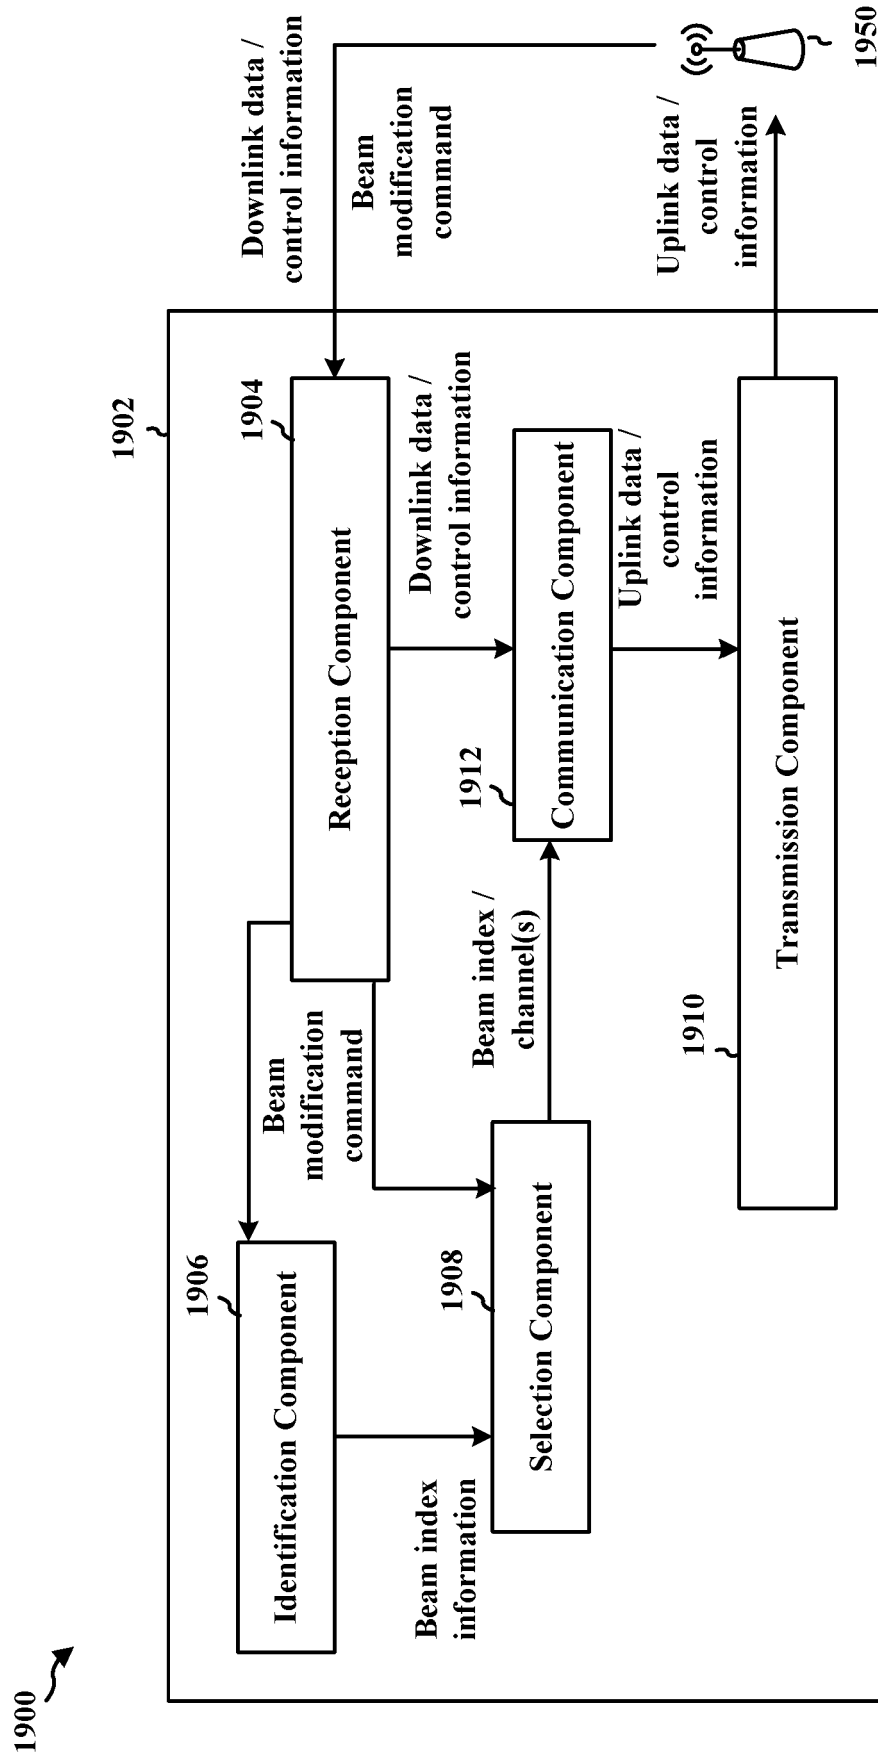 1900
1902
Downlink data /
control information
Beam
modification
command
1904
Reception Component
Beam
modification
command
Downlink data /
control information
1906
Identification Component
Beam index
information
1908
Selection Component
Beam index /
channel(s)
1912
Communication Component
Uplink data /
control
information
1910
Transmission Component
Uplink data /
control
information
1950